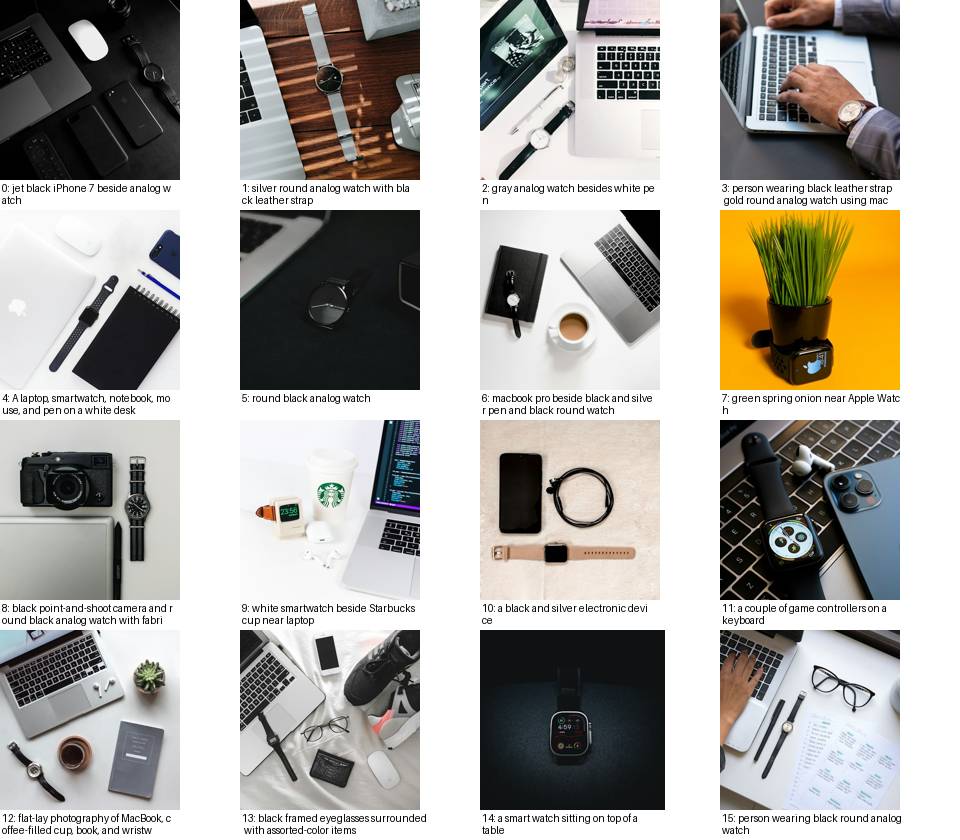 0: jet black iPhone 7 beside analog w
atch
1: silver round analog watch with bla
ck leather strap
2: gray analog watch besides white pe
n
3: person wearing black leather strap
gold round analog watch using mac
4: A laptop, smartwatch, notebook, mo
use, and pen on a white desk
5: round black analog watch
6: macbook pro beside black and silve
r pen and black round watch
7: green spring onion near Apple Watc
h
23:56
8: black point-and-shoot camera and r
ound black analog watch with fabri
9: white smartwatch beside Starbucks
cup near laptop
10: a black and silver electronic devi
ce
11: a couple of game controllers on a
keyboard
4:59
12: flat-lay photography of MacBook, c
offee-filled cup, book, and wristw
13: black framed eyeglasses surrounded
with assorted-color items
14: a smart watch sitting on top of a
table
15: person wearing black round analog
watch